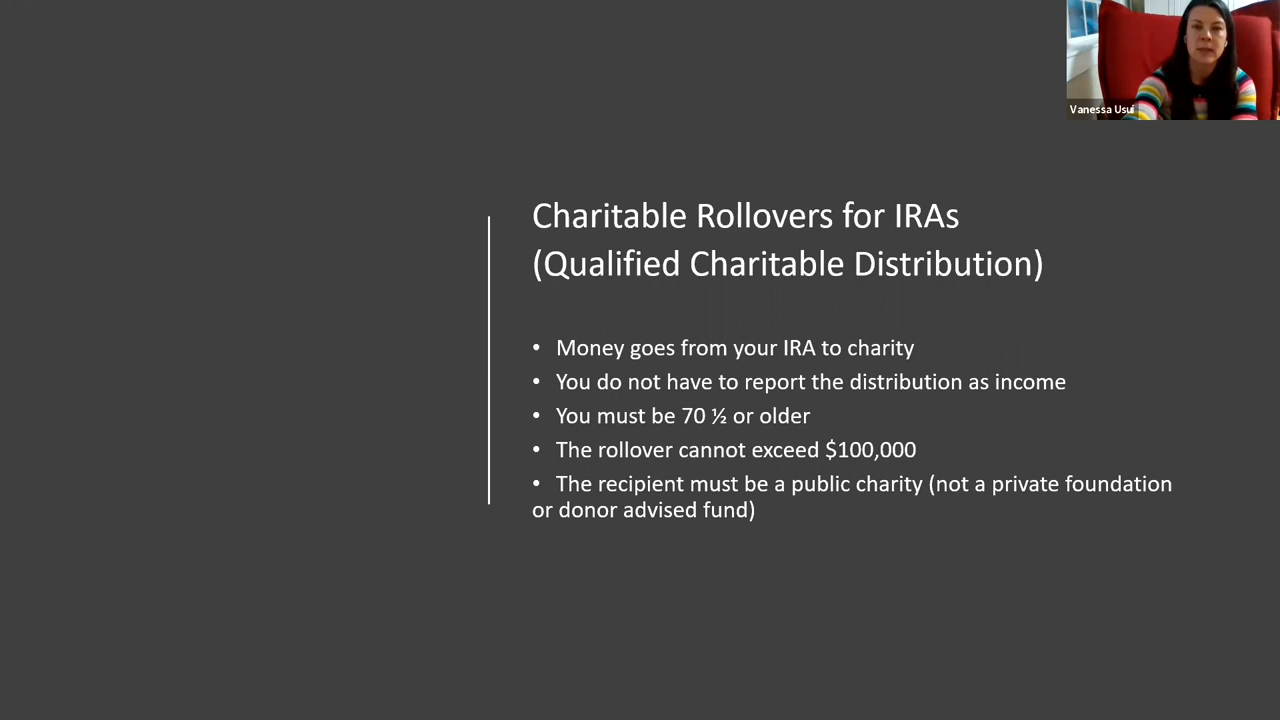 Vanessa Usui
Charitable Rollovers for IRAs
(Qualified Charitable Distribution)
• Money goes from your IRA to charity
• You do not have to report the distribution as income
• You must be 70 ½ or older
• The rollover cannot exceed $100,000
• The recipient must be a public charity (not a private foundation
or donor advised fund)